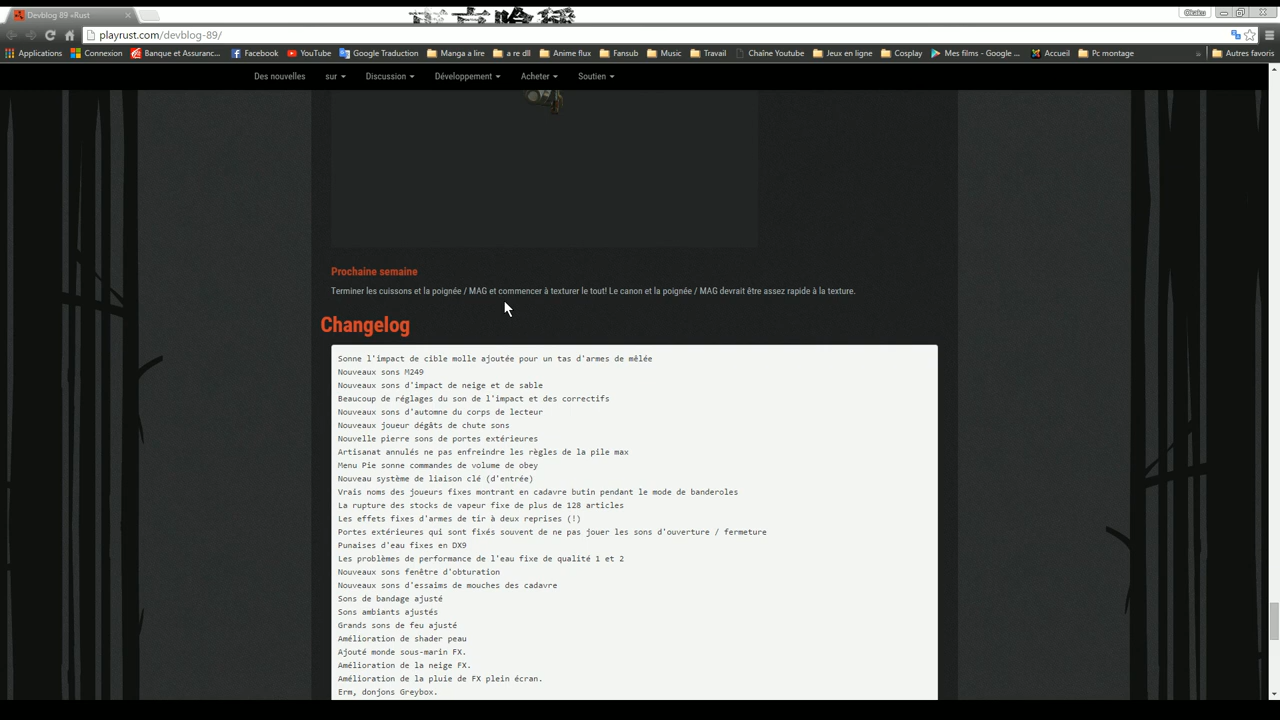 Devblog 89 «Rust
Okaku
playrust.com/devblog-89/
Applications Connexion Banque et Assuranc... Facebook YouTube Google Traduction Manga a lire a re dl Anime flux Fansub Music Travail Chaîne Youtube Jeux en ligne Cosplay Mes films - Google ... Accueil Pc montage » Autres favoris
Des nouvelles sur Discussion Développement Acheter Soutien
Prochaine semaine
Terminer les cuissons et la poignée / MAG et commencer à texturer le tout! Le canon et la poignée / MAG devrait être assez rapide à la texture.
Changelog
Sonne l'impact de cible molle ajoutée pour un tas d'armes de mêlée
Nouveaux sons M249
Nouveaux sons d'impact de neige et de sable
Beaucoup de réglages du son de l'impact et des correctifs
Nouveaux sons d'automne du corps de lecteur
Nouveaux joueur dégâts de chute sons
Nouvelle pierre sons de portes extérieures
Artisanat annulés ne pas enfreindre les règles de la pile max
Menu Pie sonne commandes de volume de obey
Nouveau système de liaison clé (d'entrée)
Vrais noms des joueurs fixes montrant en cadavre butin pendant le mode de banderoles
La rupture des stocks de vapeur fixe de plus de 128 articles
Les effets fixes d'armes de tir à deux reprises (!)
Portes extérieures qui sont fixés souvent de ne pas jouer les sons d'ouverture / fermeture
Punaises d'eau fixes en DX9
Les problèmes de performance de l'eau fixe de qualité 1 et 2
Nouveaux sons fenêtre d'obturation
Nouveaux sons d'essaims de mouches des cadavre
Sons de bandage ajusté
Sons ambiants ajustés
Grands sons de feu ajusté
Amélioration de shader peau
Ajouté monde sous-marin FX.
Amélioration de la neige FX.
Amélioration de la pluie de FX plein écran.
Erm, donjons Greybox.